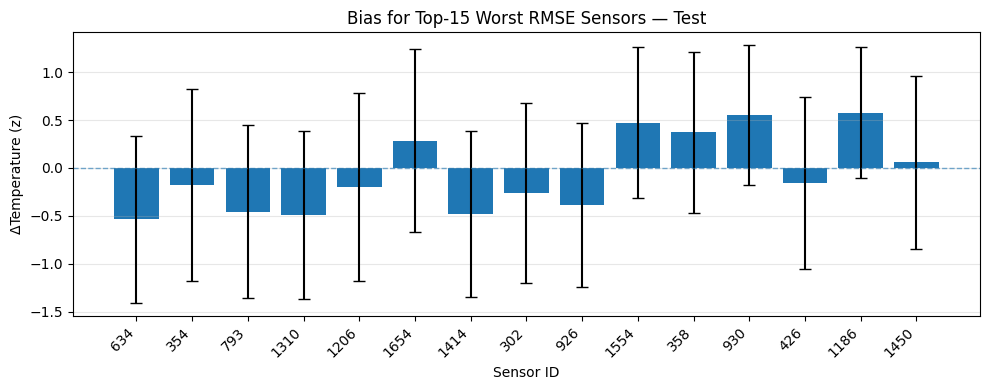 Bias for Top-15 Worst RMSE Sensors — Test
ΔTemperature (z)
1.0
0.5
0.0
−0.5
−1.0
−1.5
634 354 793 1310 1206 1654 1414 302 926 1554 358 930 426 1186 1450
Sensor ID